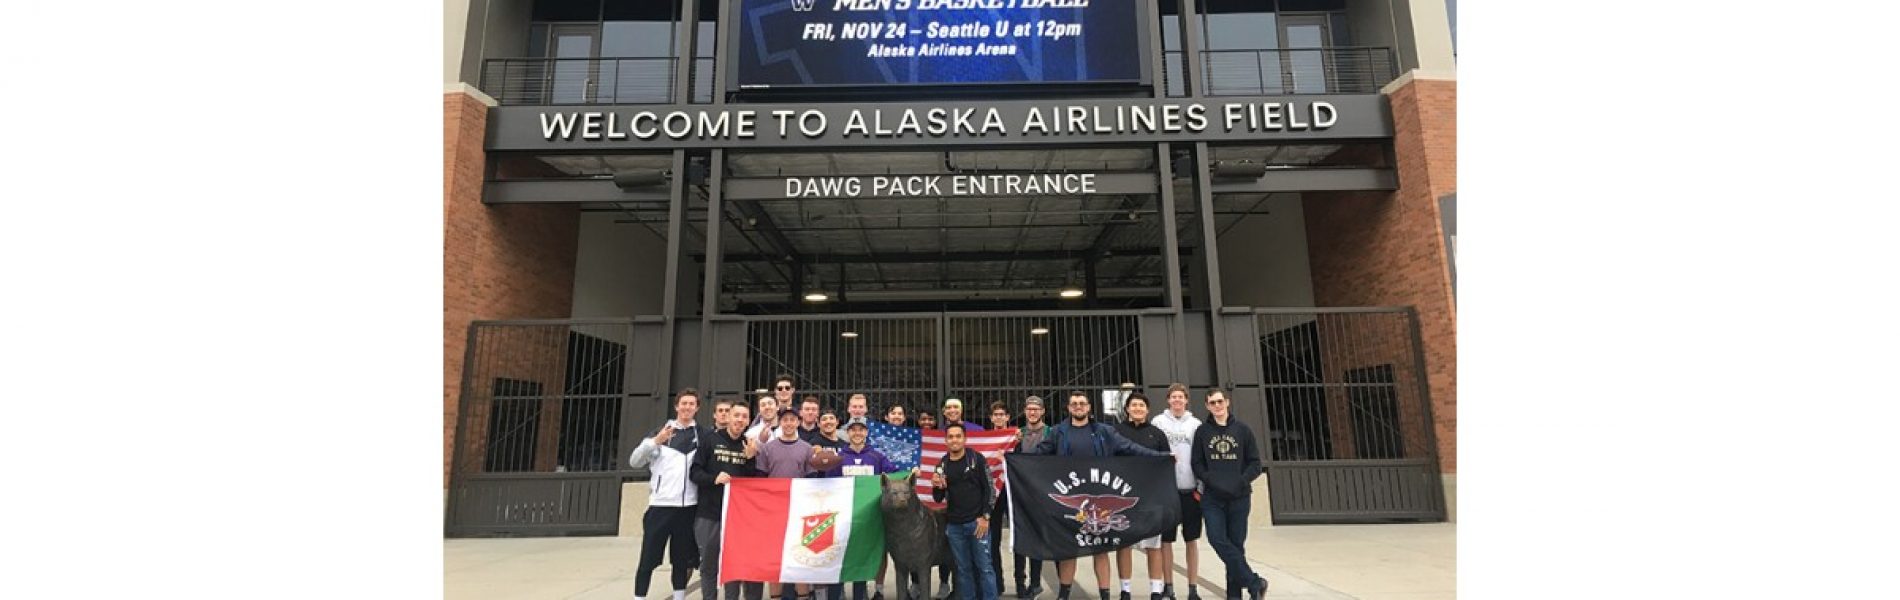 W MEN'S BASKETBALL
FRI, NOV 24 – Seattle U at 12pm
Alaska Airlines Arena
WELCOME TO ALASKA AIRLINES FIELD
DAWG PACK ENTRANCE
U.S. NAVY
SEALS